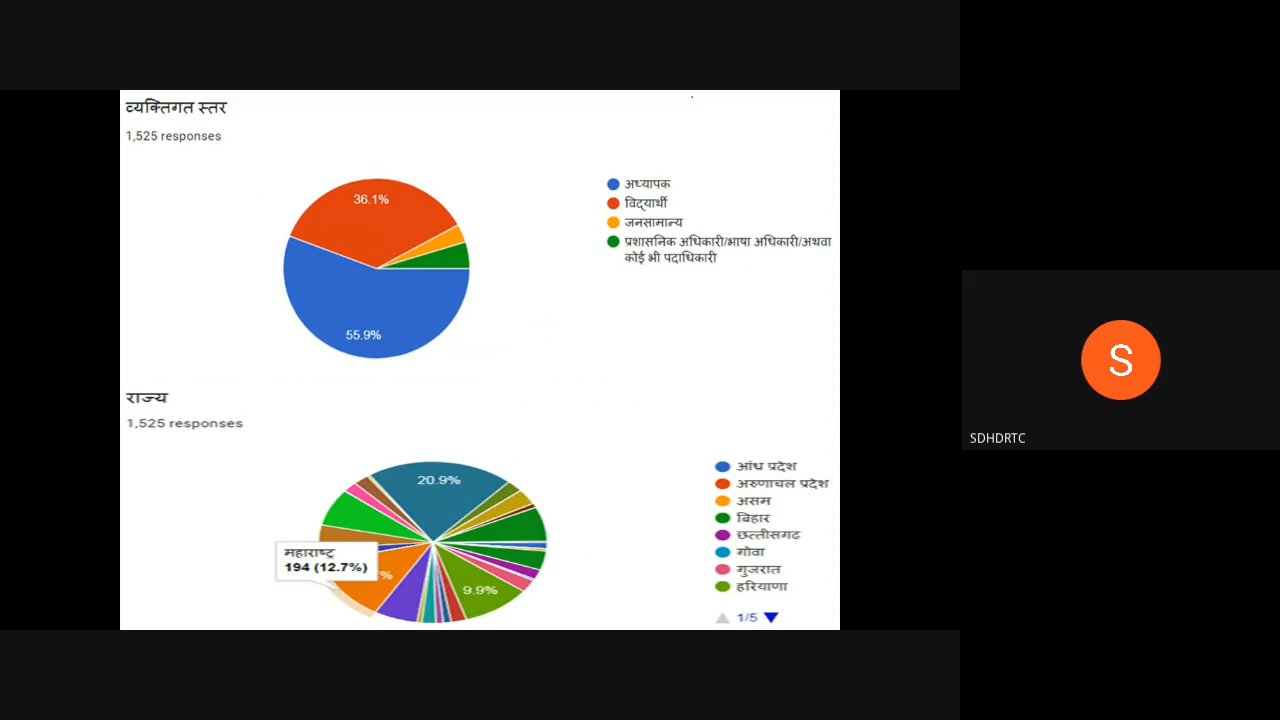 व्यक्तिगत स्तर
1,525 responses
36.1%
55.9%
अध्यापक
विद्यार्थी
जनसामान्य
प्रशासनिक अधिकारी/भाषा अधिकारी/अथवा
कोई भी पदाधिकारी
राज्य
1,525 responses
20.9%
महाराष्ट्र
194 (12.7%)
%
9.9%
आंध्र प्रदेश
अरुणाचल प्रदेश
असम
बिहार
छत्तीसगढ
गोवा
गुजरात
हरियाणा
1/5
S
SDHDRTC